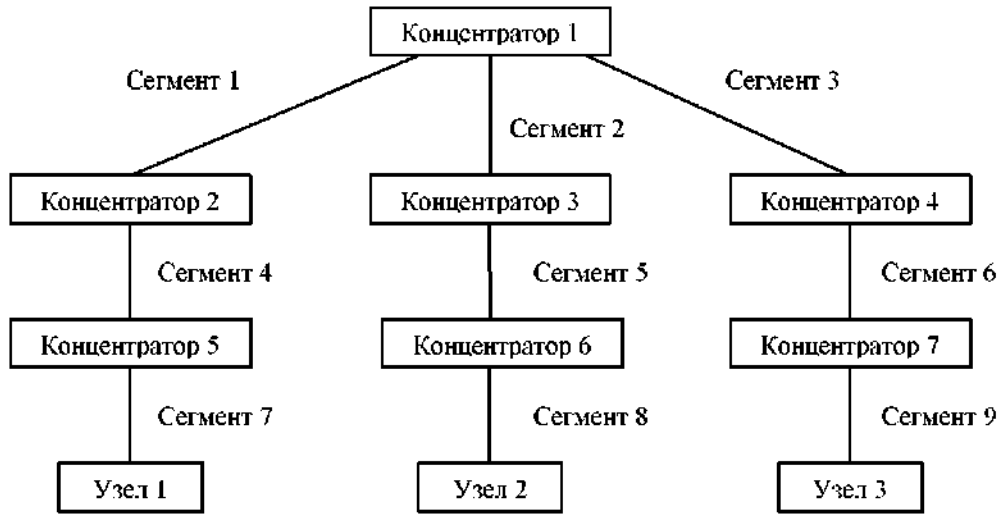 Концентратор 1
Сегмент 1
Сегмент 3
Сегмент 2
Концентратор 2
Концентратор 3
Концентратор 4
Сегмент 4
Сегмент 5
Сегмент 6
Концентратор 5
Концентратор 6
Концентратор 7
Сегмент 7
Сегмент 8
Сегмент 9
Узел 1
Узел 2
Узел 3